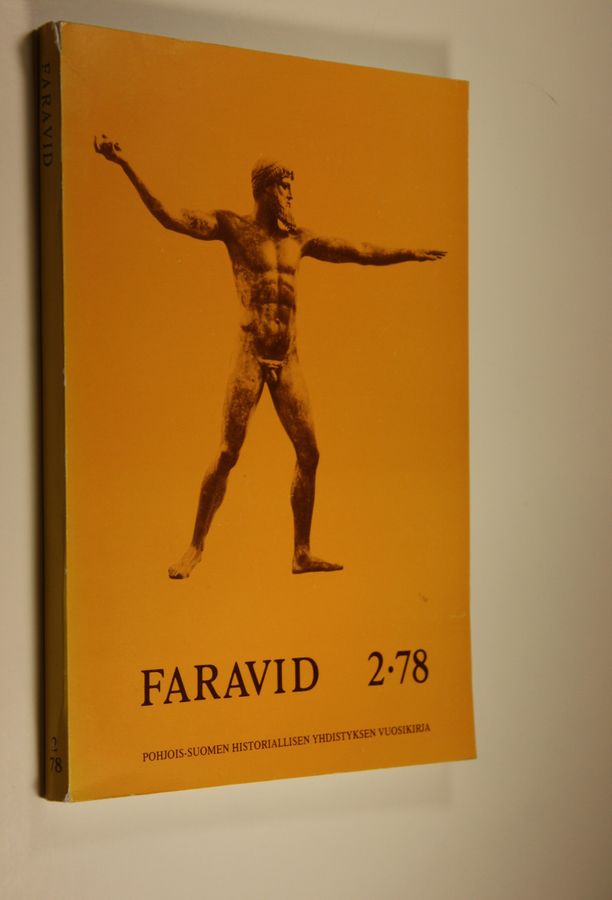 FARAVID
2
78
FARAVID 2·78
POHJOIS-SUOMEN HISTORIALLISEN YHDISTYKSEN VUOSIKIRJA